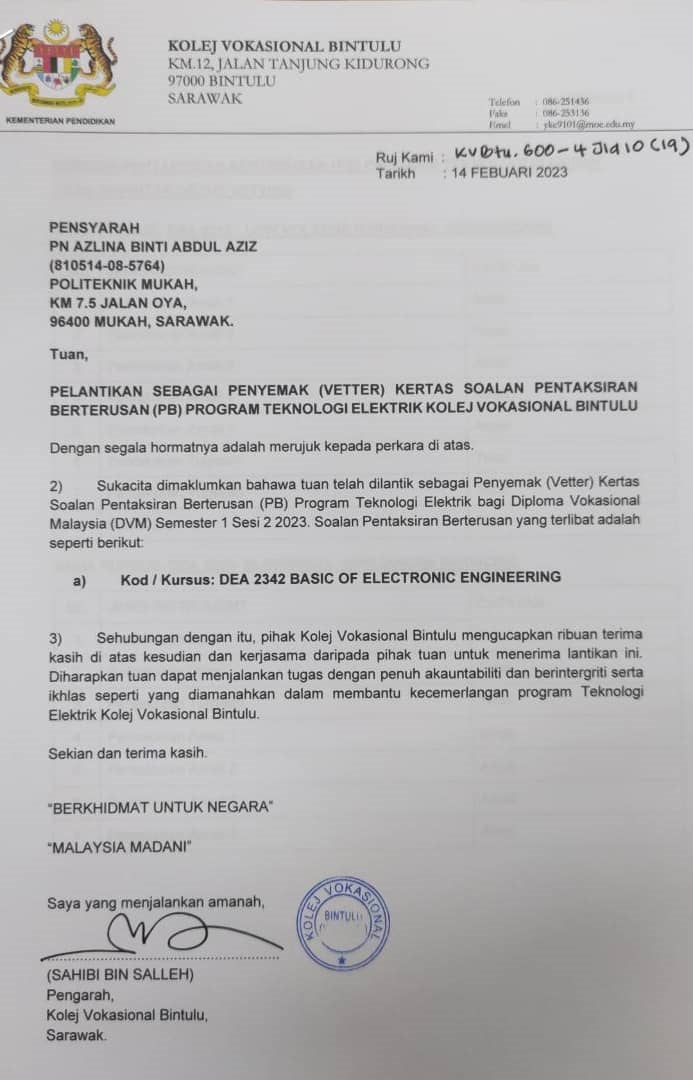 KOLEJ VOKASIONAL BINTULU
KM.12, JALAN TANJUNG KIDURONG
97000 BINTULU
SARAWAK
KEMENTERIAN PENDIDIKAN
Telefon : 086-251436
Faks : 086-253136
Emel : yke9101@moe.edu.my
Ruj Kami : KVBtu.600-4 Jld 10 (19)
Tarikh : 14 FEBUARI 2023
PENSYARAH
PN AZLINA BINTI ABDUL AZIZ
(810514-08-5764)
POLITEKNIK MUKAH,
KM 7.5 JALAN OYA,
96400 MUKAH, SARAWAK.
Tuan,
PELANTIKAN SEBAGAI PENYEMAK (VETTER) KERTAS SOALAN PENTAKSIRAN
BERTERUSAN (PB) PROGRAM TEKNOLOGI ELEKTRIK KOLEJ VOKASIONAL BINTULU
Dengan segala hormatnya adalah merujuk kepada perkara di atas.
2) Sukacita dimaklumkan bahawa tuan telah dilantik sebagai Penyemak (Vetter) Kertas
Soalan Pentaksiran Berterusan (PB) Program Teknologi Elektrik bagi Diploma Vokasional
Malaysia (DVM) Semester 1 Sesi 2 2023. Soalan Pentaksiran Berterusan yang terlibat adalah
seperti berikut:
a) Kod / Kursus: DEA 2342 BASIC OF ELECTRONIC ENGINEERING
3) Sehubungan dengan itu, pihak Kolej Vokasional Bintulu mengucapkan ribuan terima
kasih di atas kesudian dan kerjasama daripada pihak tuan untuk menerima lantikan ini.
Diharapkan tuan dapat menjalankan tugas dengan penuh akauntabiliti dan berintergriti serta
ikhlas seperti yang diamanahkan dalam membantu kecemerlangan program Teknologi
Elektrik Kolej Vokasional Bintulu.
Sekian dan terima kasih.
"BERKHIDMAT UNTUK NEGARA"
"MALAYSIA MADANI"
Saya yang menjalankan amanah,
KOLEJ VOKASIONAL
BINTULU
(SAHIBI BIN SALLEH)
Pengarah,
Kolej Vokasional Bintulu,
Sarawak.